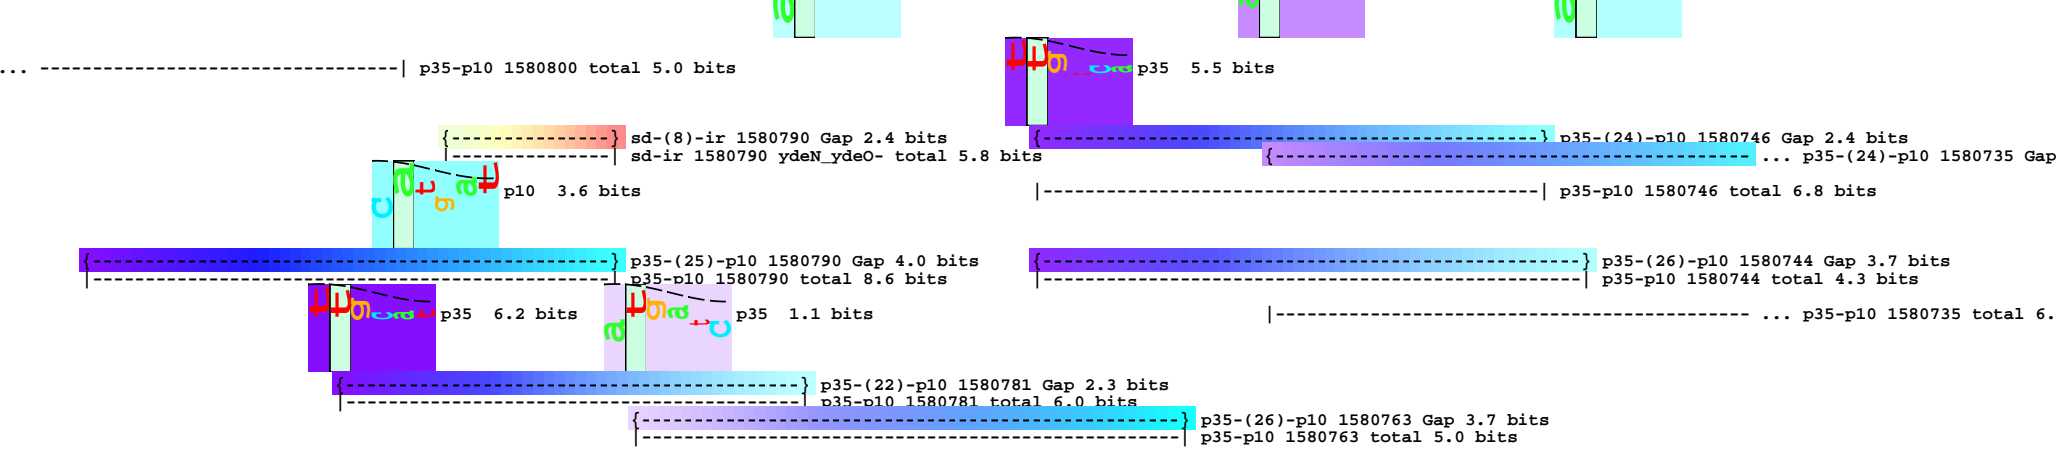 ... ----------------------------------| p35-p10 1580800 total 5.0 bits
p35 5.5 bits
{---------------} sd-(8)-ir 1580790 Gap 2.4 bits
{-----------------------------------------------} p35-(24)-p10 1580746 Gap 2.4 bits
|---------------| sd-ir 1580790 ydeN_ydeO- total 5.8 bits
{--------------------------------------------- ... p35-(24)-p10 1580735 Gap
p10 3.6 bits
|-----------------------------------------------| p35-p10 1580746 total 6.8 bits
{--------------------------------------------------} p35-(25)-p10 1580790 Gap 4.0 bits
{----------------------------------------------------} p35-(26)-p10 1580744 Gap 3.7 bits
|--------------------------------------------------| p35-p10 1580790 total 8.6 bits
|----------------------------------------------------| p35-p10 1580744 total 4.3 bits
p35 6.2 bits
p35 1.1 bits
|--------------------------------------------- ... p35-p10 1580735 total 6.
{--------------------------------------------} p35-(22)-p10 1580781 Gap 2.3 bits
|--------------------------------------------| p35-p10 1580781 total 6.0 bits
{----------------------------------------------------} p35-(26)-p10 1580763 Gap 3.7 bits
|----------------------------------------------------| p35-p10 1580763 total 5.0 bits